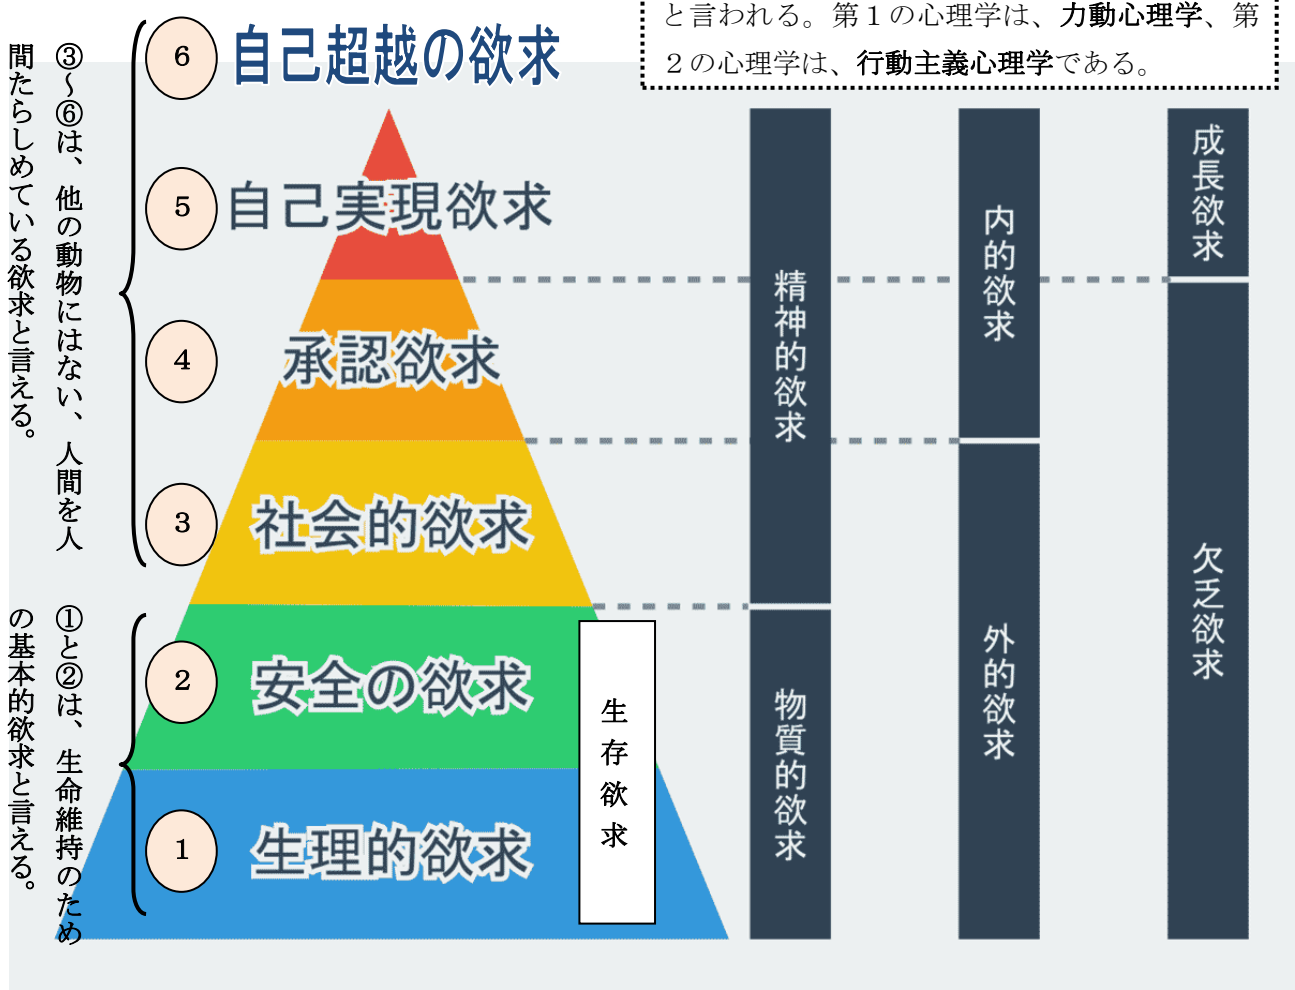 と言われる。第１の心理学は、力動心理学、第
２の心理学は、行動主義心理学である。
6
自己超越の欲求
5
自己実現欲求
4
承認欲求
3
社会的欲求
2
安全の欲求
1
生理的欲求
生存欲求
精神的欲求
物質的欲求
内的欲求
外的欲求
成長欲求
欠乏欲求
③～⑥は、他の動物にはない、人間を人
間たらしめている欲求と言える。
①と②は、生命維持のため
の基本的欲求と言える。